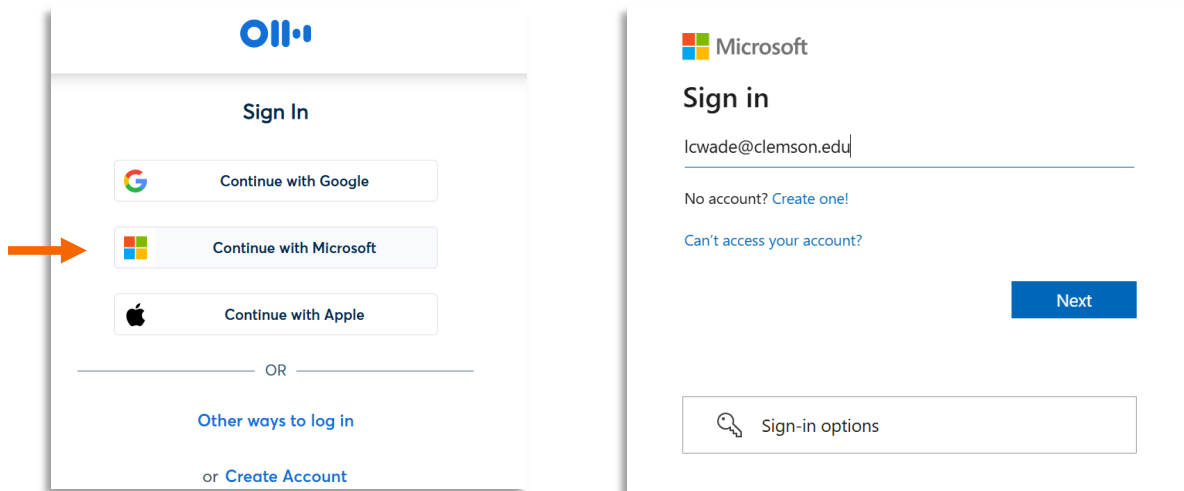 Sign In
Continue with Google
Continue with Microsoft
Continue with Apple
OR
Other ways to log in
or Create Account
Microsoft
Sign in
lcwade@clemson.edu
No account? Create one!
Can't access your account?
Next
Sign-in options